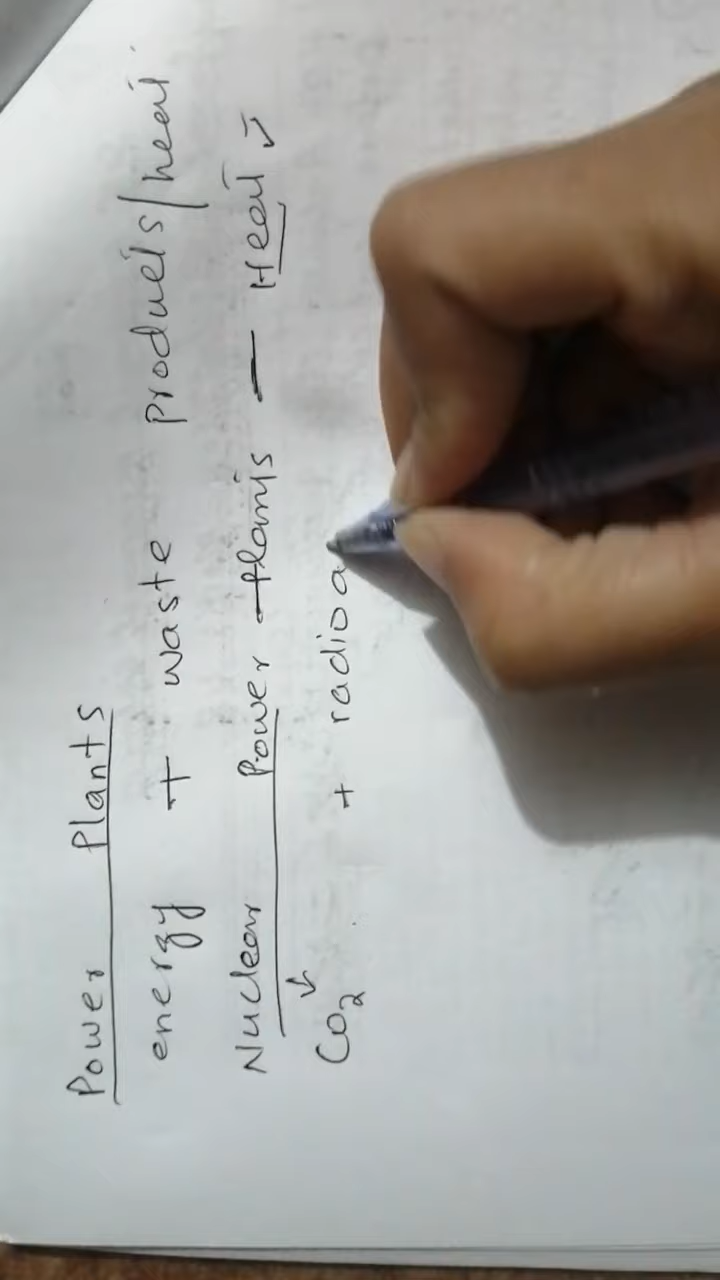 Power Plants
energy + waste products/heat
Nuclear Power plants — Heat ✓
CO₂ + radioa